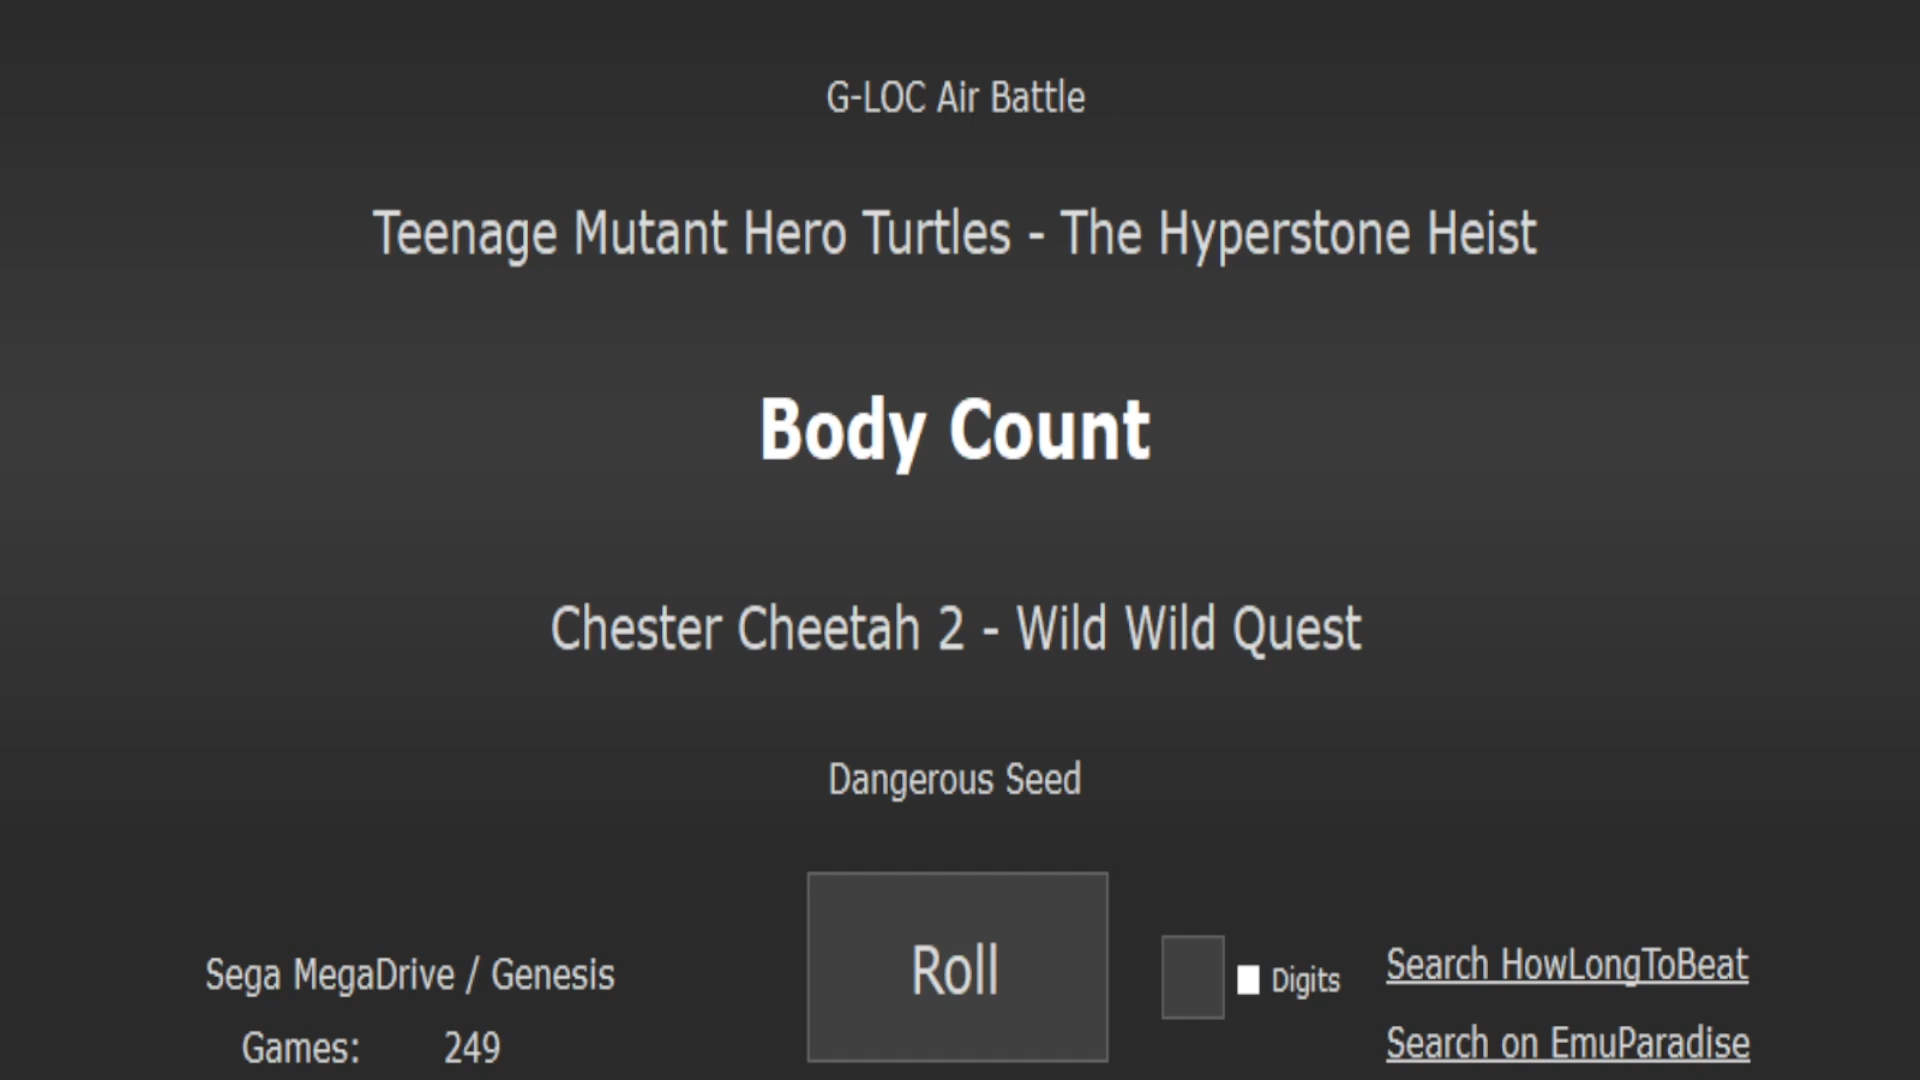 G-LOC Air Battle
Teenage Mutant Hero Turtles - The Hyperstone Heist
Body Count
Chester Cheetah 2 - Wild Wild Quest
Dangerous Seed
Roll
Sega MegaDrive / Genesis
Games: 249
Digits
Search HowLongToBeat
Search on EmuParadise